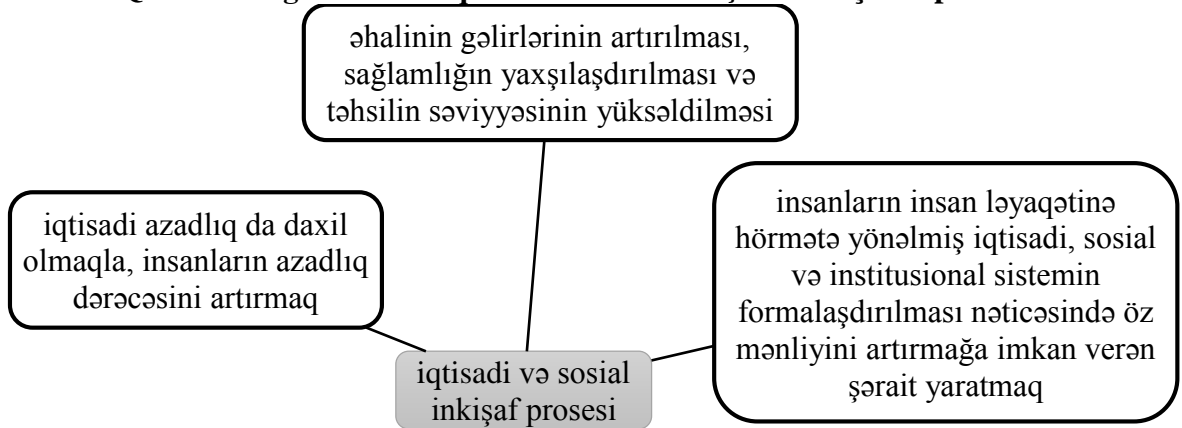 əhalinin gəlirlərinin artırılması,
sağlamlığın yaxşılaşdırılması və
təhsilin səviyyəsinin yüksəldilməsi
iqtisadi azadlıq da daxil
olmaqla, insanların azadlıq
dərəcəsini artırmaq
insanların insan ləyaqətinə
hörmətə yönəlmiş iqtisadi, sosial
və institusional sistemin
formalaşdırılması nəticəsində öz
mənliyini artırmağa imkan verən
şərait yaratmaq
iqtisadi və sosial
inkişaf prosesi